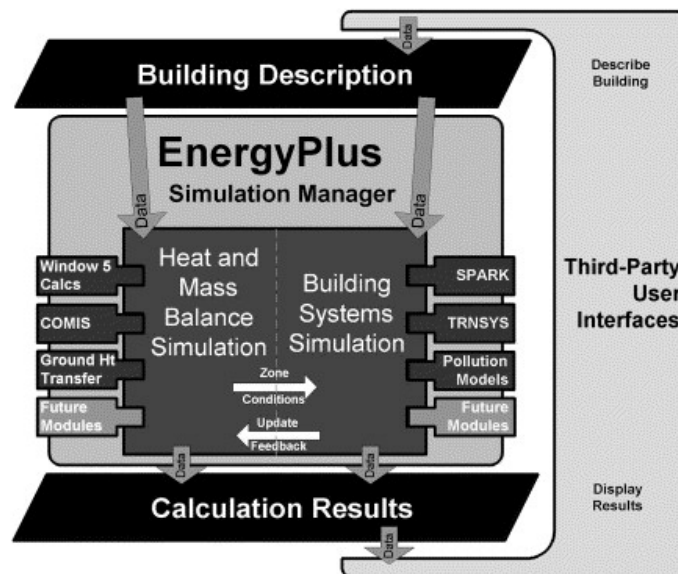 Data
Building Description
Describe
Building
EnergyPlus
Simulation Manager
Data
Data
Window 5
Calcs
COMIS
Ground Ht
Transfer
Future
Modules
Heat and
Mass
Balance
Simulation
Building
Systems
Simulation
Zone
Conditions
Update
Feedback
SPARK
TRNSYS
Pollution
Models
Future
Modules
Third-Party
User
Interfaces
Data
Data
Calculation Results
Display
Results
Data